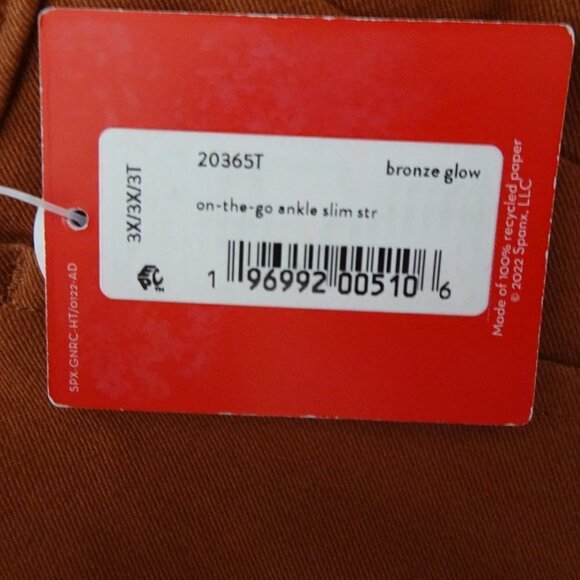 20365T
bronze glow
on-the-go ankle slim str
3X/3X/3T
1 96992 00510 6
SPX-GNRC-HT/0122-AD
Made of 100% recycled paper
© 2022 Spanx, LLC